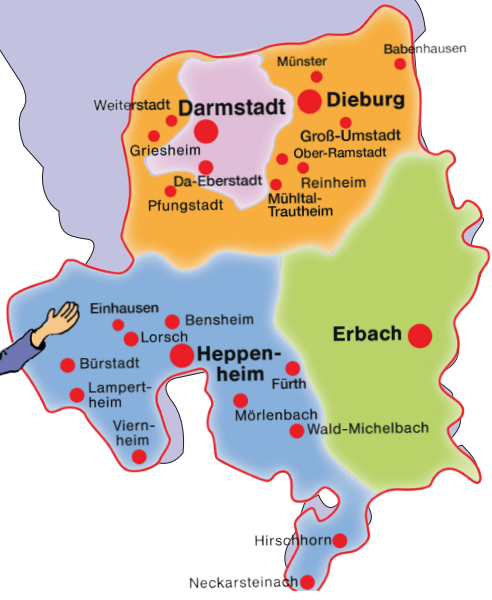 Babenhausen
Münster
Weiterstadt
Darmstadt
Dieburg
Groß-Umstadt
Griesheim
Ober-Ramstadt
Da-Eberstadt
Reinheim
Pfungstadt
Mühltal-
Trautheim
Einhausen
Bensheim
Lorsch
Erbach
Heppen-
heim
Bürstadt
Fürth
Lampert-
heim
Mörlenbach
Viern-
heim
Wald-Michelbach
Hirschhorn
Neckarsteinach